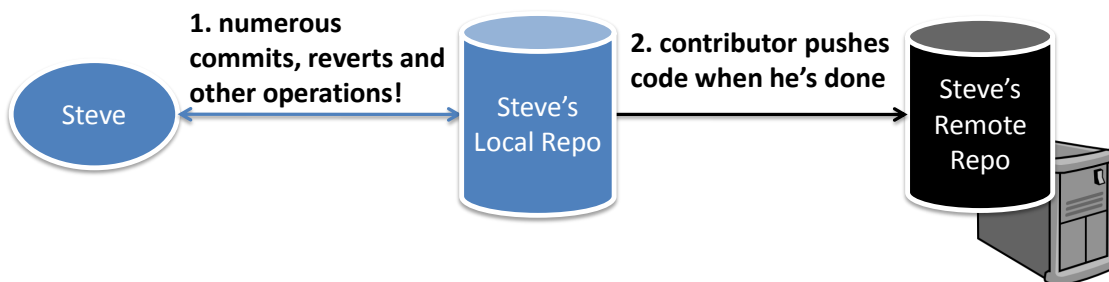 1. numerous
commits, reverts and
other operations!
2. contributor pushes
code when he's done
Steve
Steve's
Local Repo
Steve's
Remote
Repo